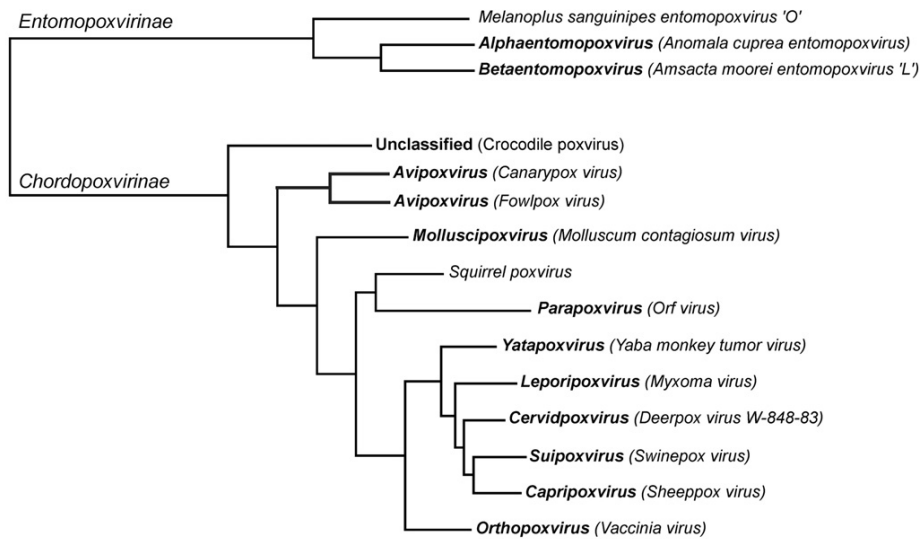 Entomopoxvirinae
Melanoplus sanguinipes entomopoxvirus 'O'
Alphaentomopoxvirus (Anomala cuprea entomopoxvirus)
Betaentomopoxvirus (Amsacta moorei entomopoxvirus 'L')
Unclassified (Crocodile poxvirus)
Chordopoxvirinae
Avipoxvirus (Canarypox virus)
Avipoxvirus (Fowlpox virus)
Molluscipoxvirus (Molluscum contagiosum virus)
Squirrel poxvirus
Parapoxvirus (Orf virus)
Yatapoxvirus (Yaba monkey tumor virus)
Leporipoxvirus (Myxoma virus)
Cervidpoxvirus (Deerpox virus W-848-83)
Suipoxvirus (Swinepox virus)
Capripoxvirus (Sheeppox virus)
Orthopoxvirus (Vaccinia virus)